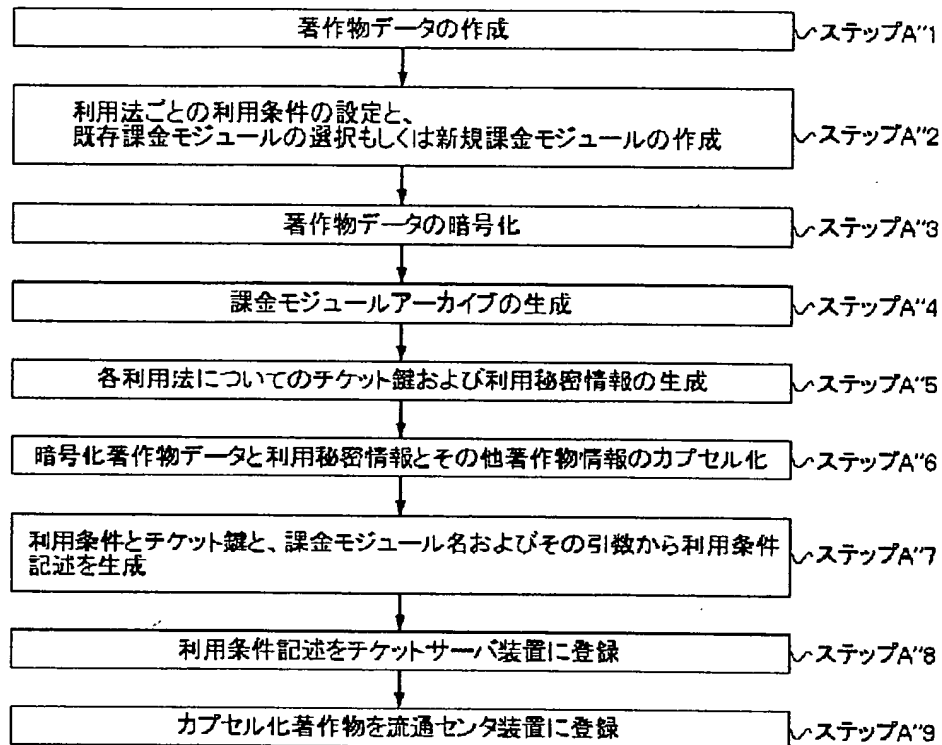 著作物データの作成
ステップA"1
利用法ごとの利用条件の設定と、
既存課金モジュールの選択もしくは新規課金モジュールの作成
ステップA"2
著作物データの暗号化
ステップA"3
課金モジュールアーカイブの生成
ステップA"4
各利用法についてのチケット鍵および利用秘密情報の生成
ステップA"5
暗号化著作物データと利用秘密情報とその他著作物情報のカプセル化
ステップA"6
利用条件とチケット鍵と、課金モジュール名およびその引数から利用条件
記述を生成
ステップA"7
利用条件記述をチケットサーバ装置に登録
ステップA"8
カプセル化著作物を流通センタ装置に登録
ステップA"9